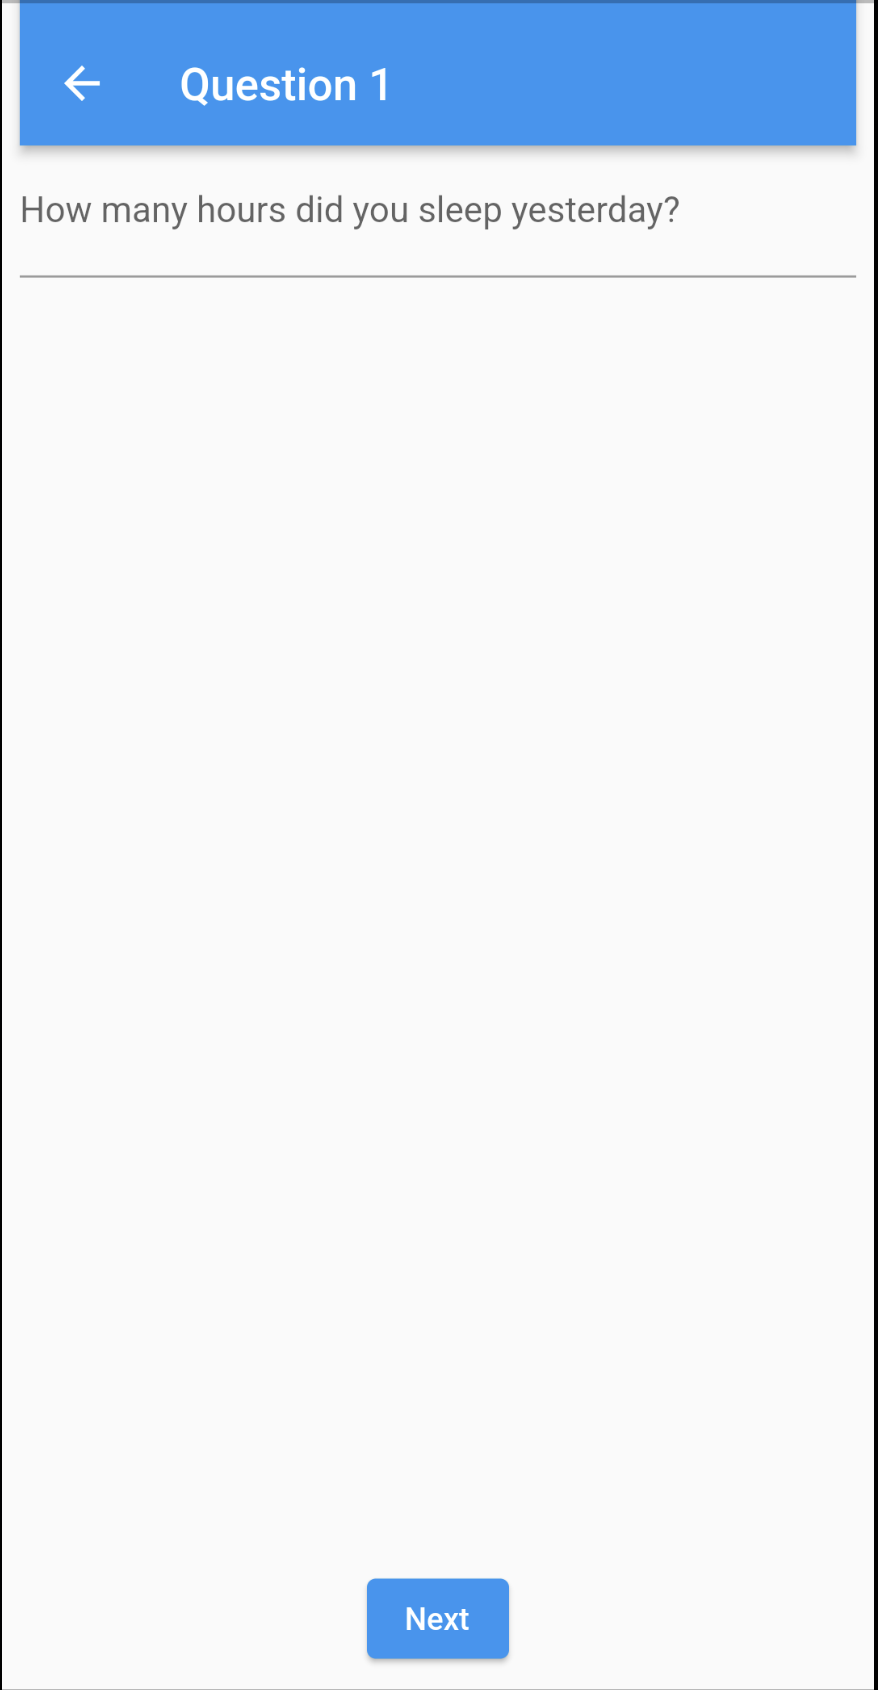 Question 1
How many hours did you sleep yesterday?
Next